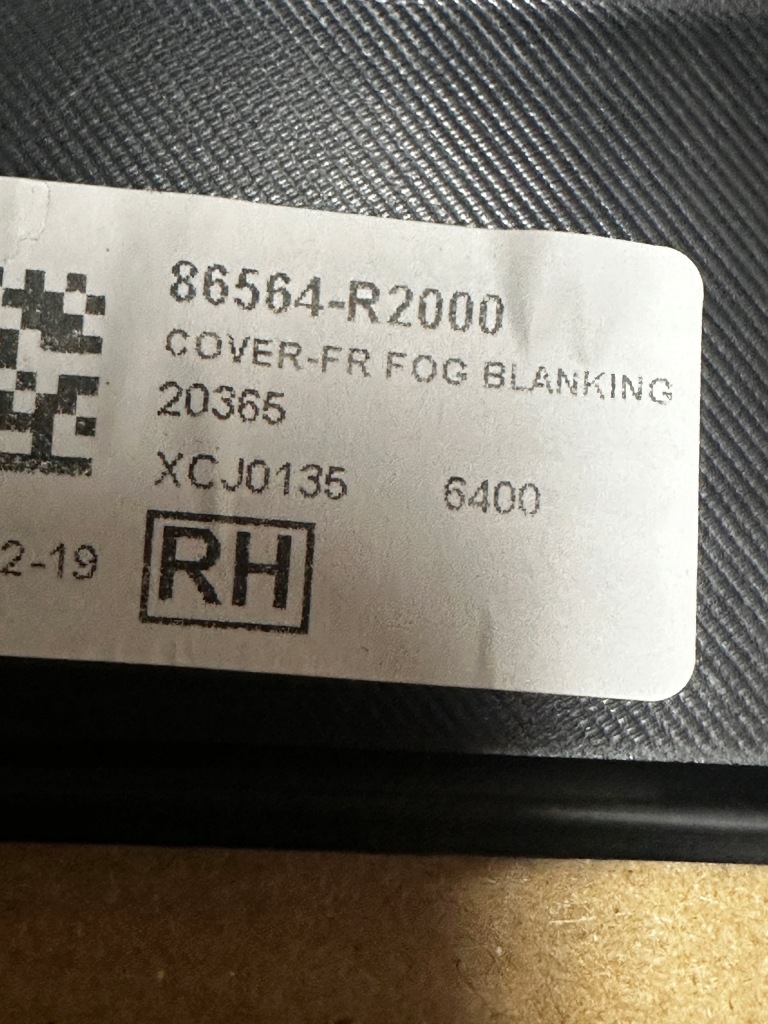 86564-R2000
COVER-FR FOG BLANKING
20365
XCJ0135 6400
2-19 RH